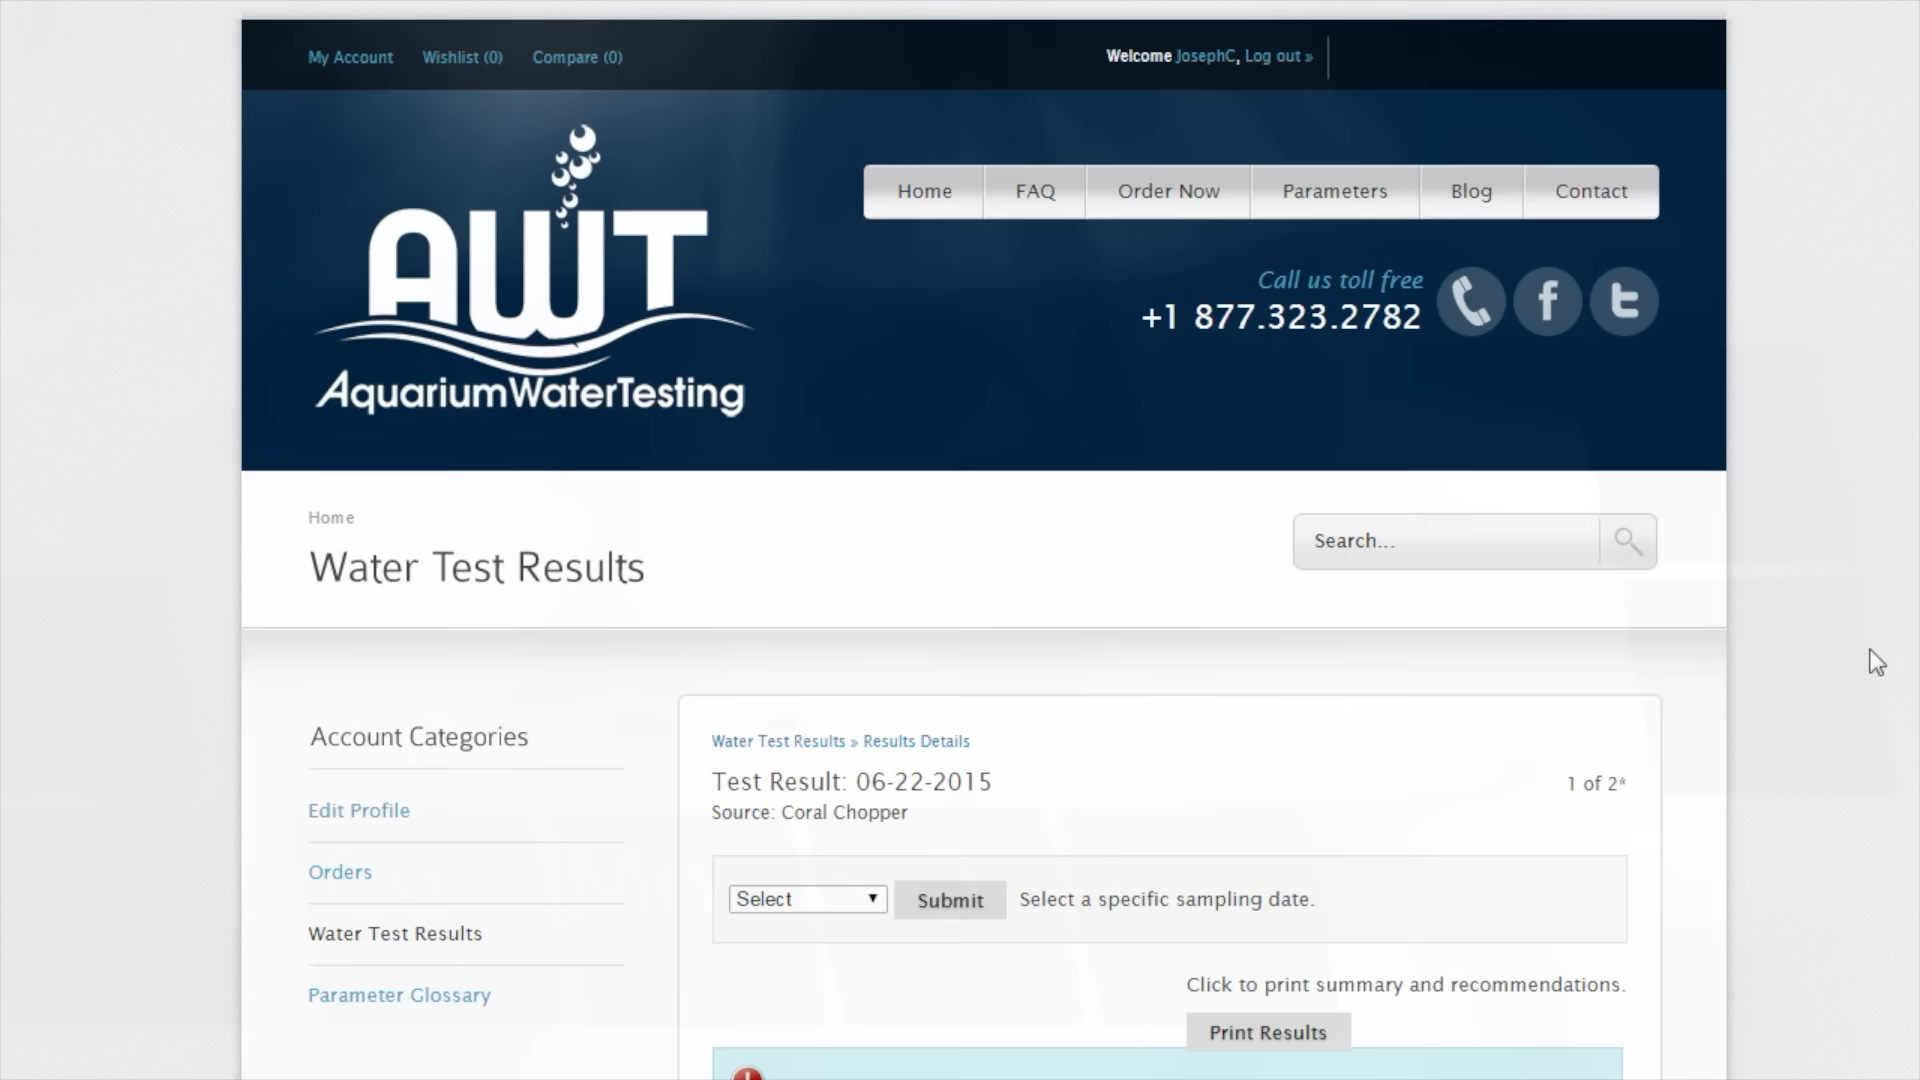 My Account Wishlist (0) Compare (0) Welcome JosephC, Log out »
AWT
AquariumWaterTesting
Home FAQ Order Now Parameters Blog Contact
Call us toll free
+1 877.323.2782
Home
Water Test Results
Search...
Account Categories
Edit Profile
Orders
Water Test Results
Parameter Glossary
Water Test Results » Results Details
Test Result: 06-22-2015 1 of 2*
Source: Coral Chopper
Select Submit Select a specific sampling date.
Click to print summary and recommendations.
Print Results